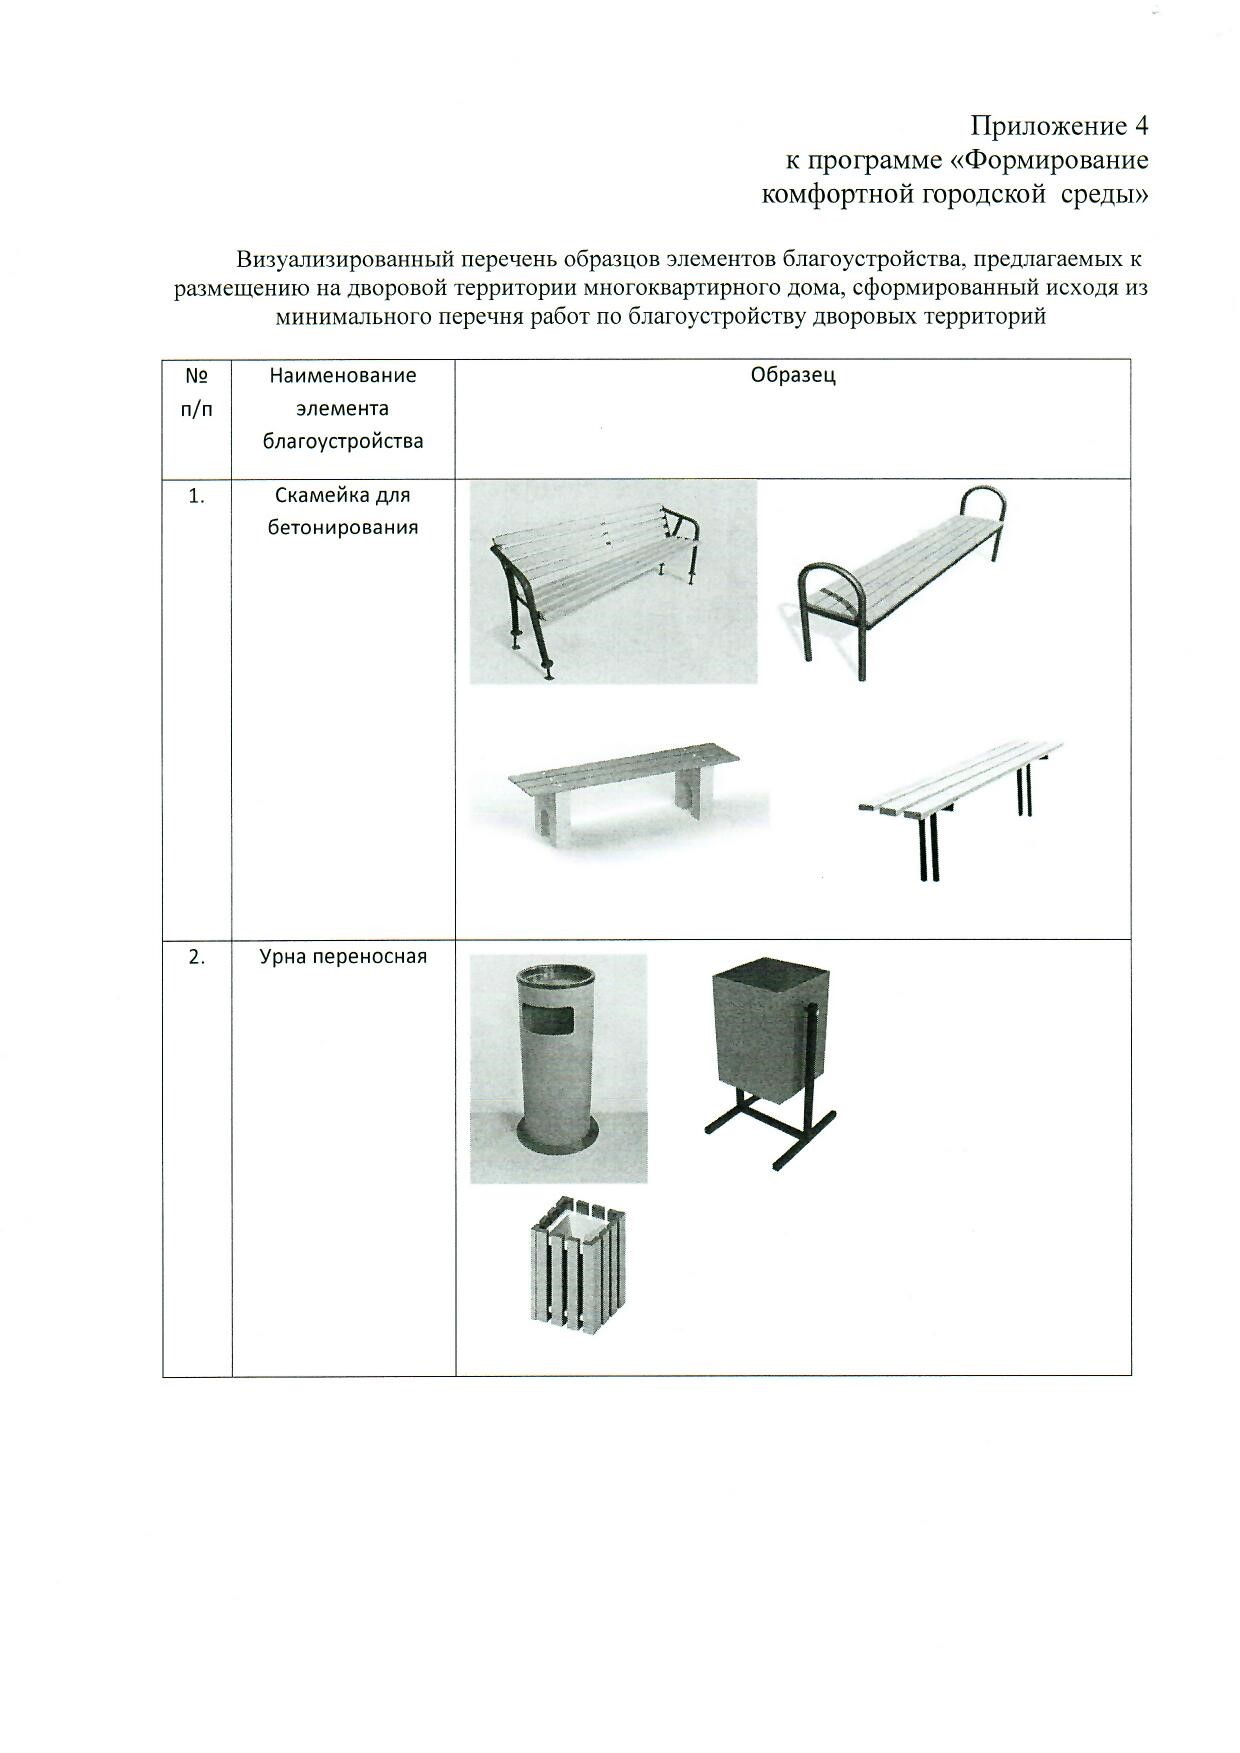 Приложение 4
к программе «Формирование
комфортной городской среды»
Визуализированный перечень образцов элементов благоустройства, предлагаемых к
размещению на дворовой территории многоквартирного дома, сформированный исходя из
минимального перечня работ по благоустройству дворовых территорий
№
п/п
Наименование
элемента
благоустройства
Образец
1.
Скамейка для
бетонирования
2.
Урна переносная